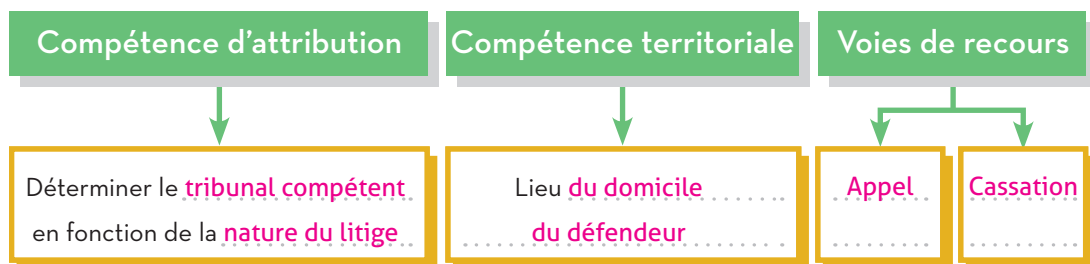 Compétence d'attribution
Compétence territoriale
Voies de recours
Déterminer le tribunal compétent
en fonction de la nature du litige
Lieu du domicile
du défendeur
Appel
Cassation